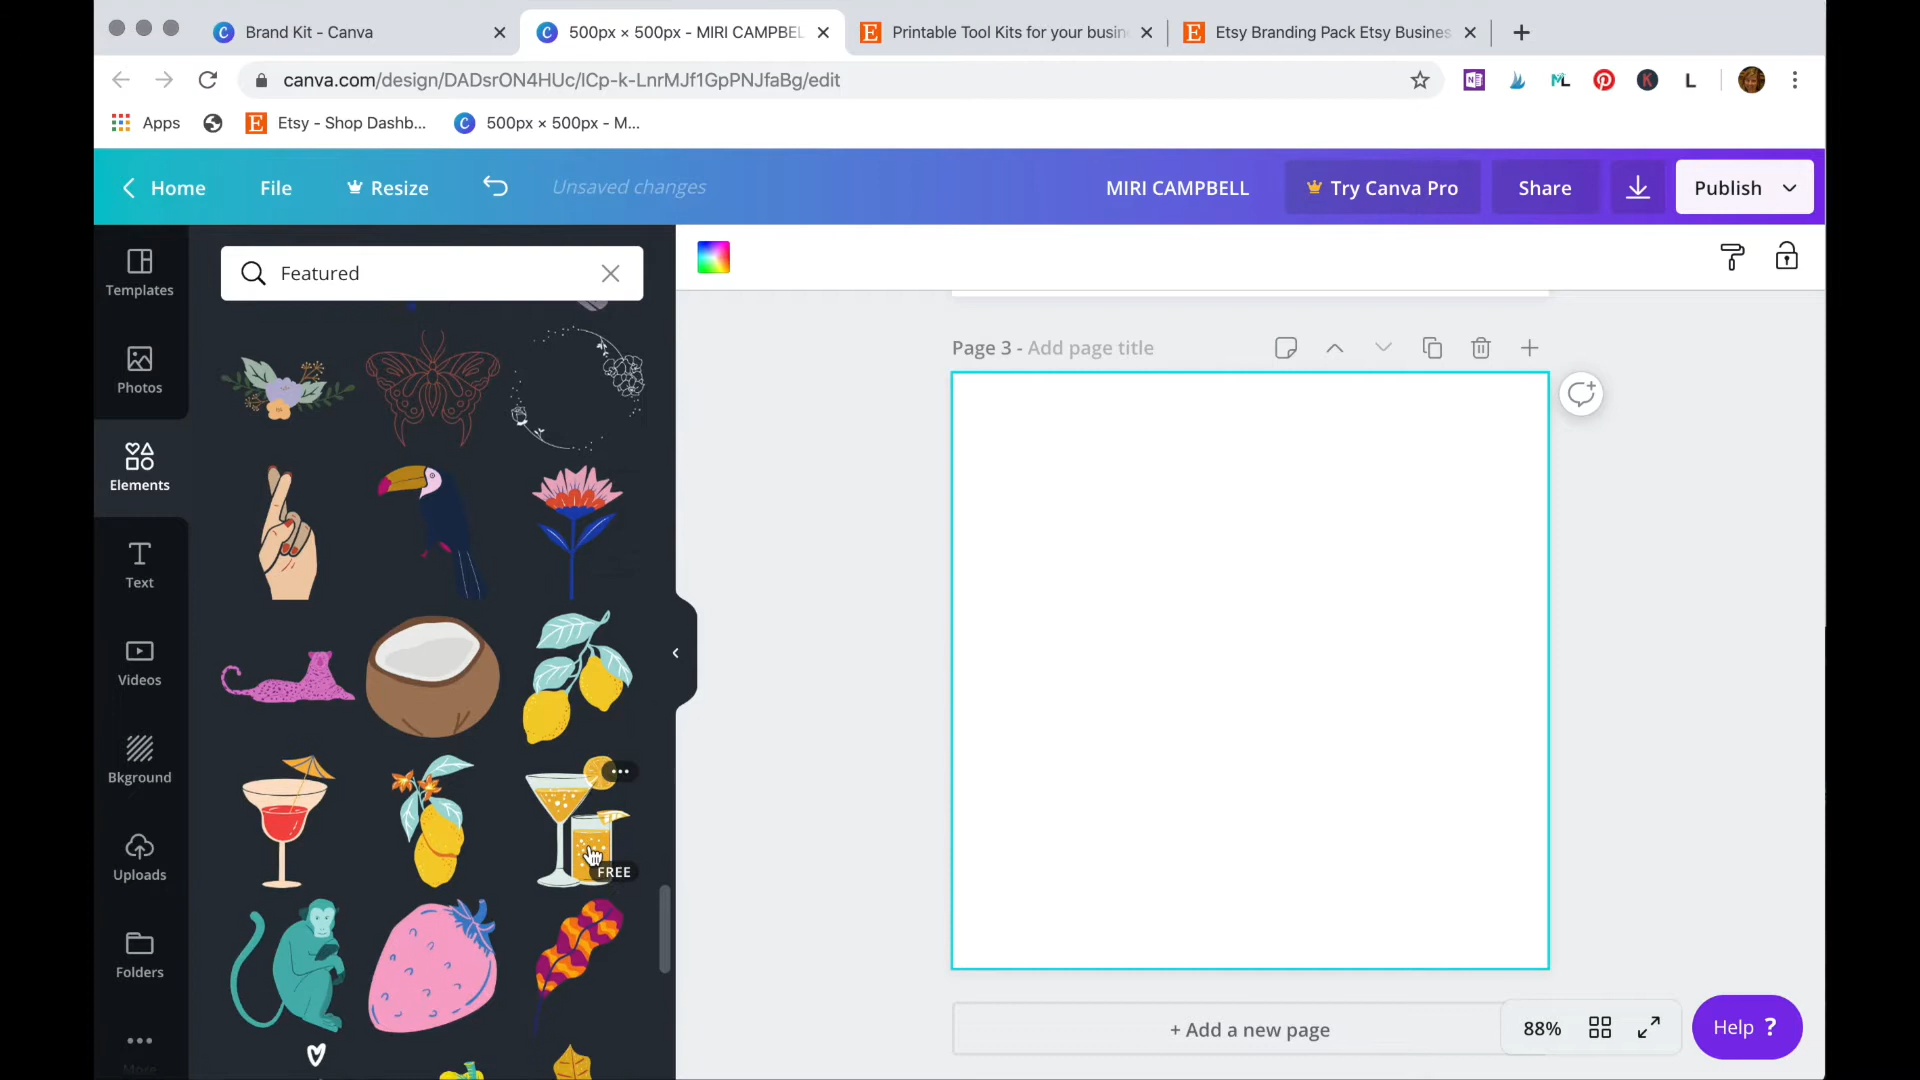 Brand Kit - Canva
500px × 500px - MIRI CAMPBEL
Printable Tool Kits for your busin
Etsy Branding Pack Etsy Busines
canva.com/design/DADsrON4HUc/lCp-k-LnrMJf1GpPNJfaBg/edit
Apps
Etsy - Shop Dashb...
500px × 500px - M...
Home
File
Resize
Unsaved changes
MIRI CAMPBELL
Try Canva Pro
Share
Publish
Templates
Photos
Elements
Text
Videos
Bkground
Uploads
Folders
More
Featured
FREE
Page 3 - Add page title
+ Add a new page
88%
Help ?